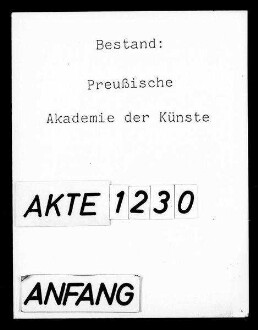 Bestand:
Preußische
Akademie der Künste
AKTE 1230
ANFANG